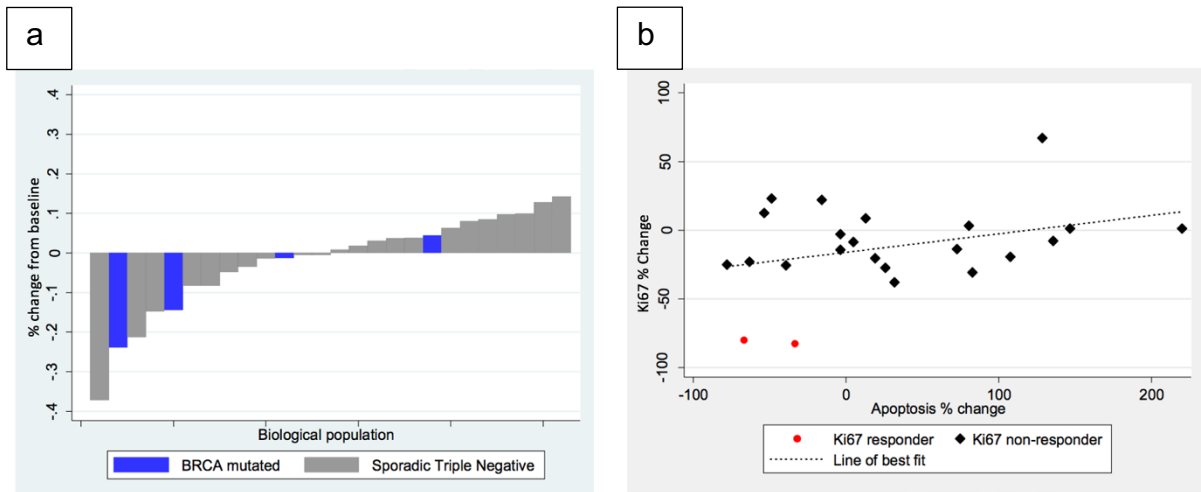 a
% change from baseline
.4
.3
.2
.1
0
-.1
-.2
-.3
-.4
Biological population
BRCA mutated
Sporadic Triple Negative
b
Ki67 % Change
100
50
0
-50
-100
-100
0
100
200
Apoptosis % change
Ki67 responder
Ki67 non-responder
Line of best fit